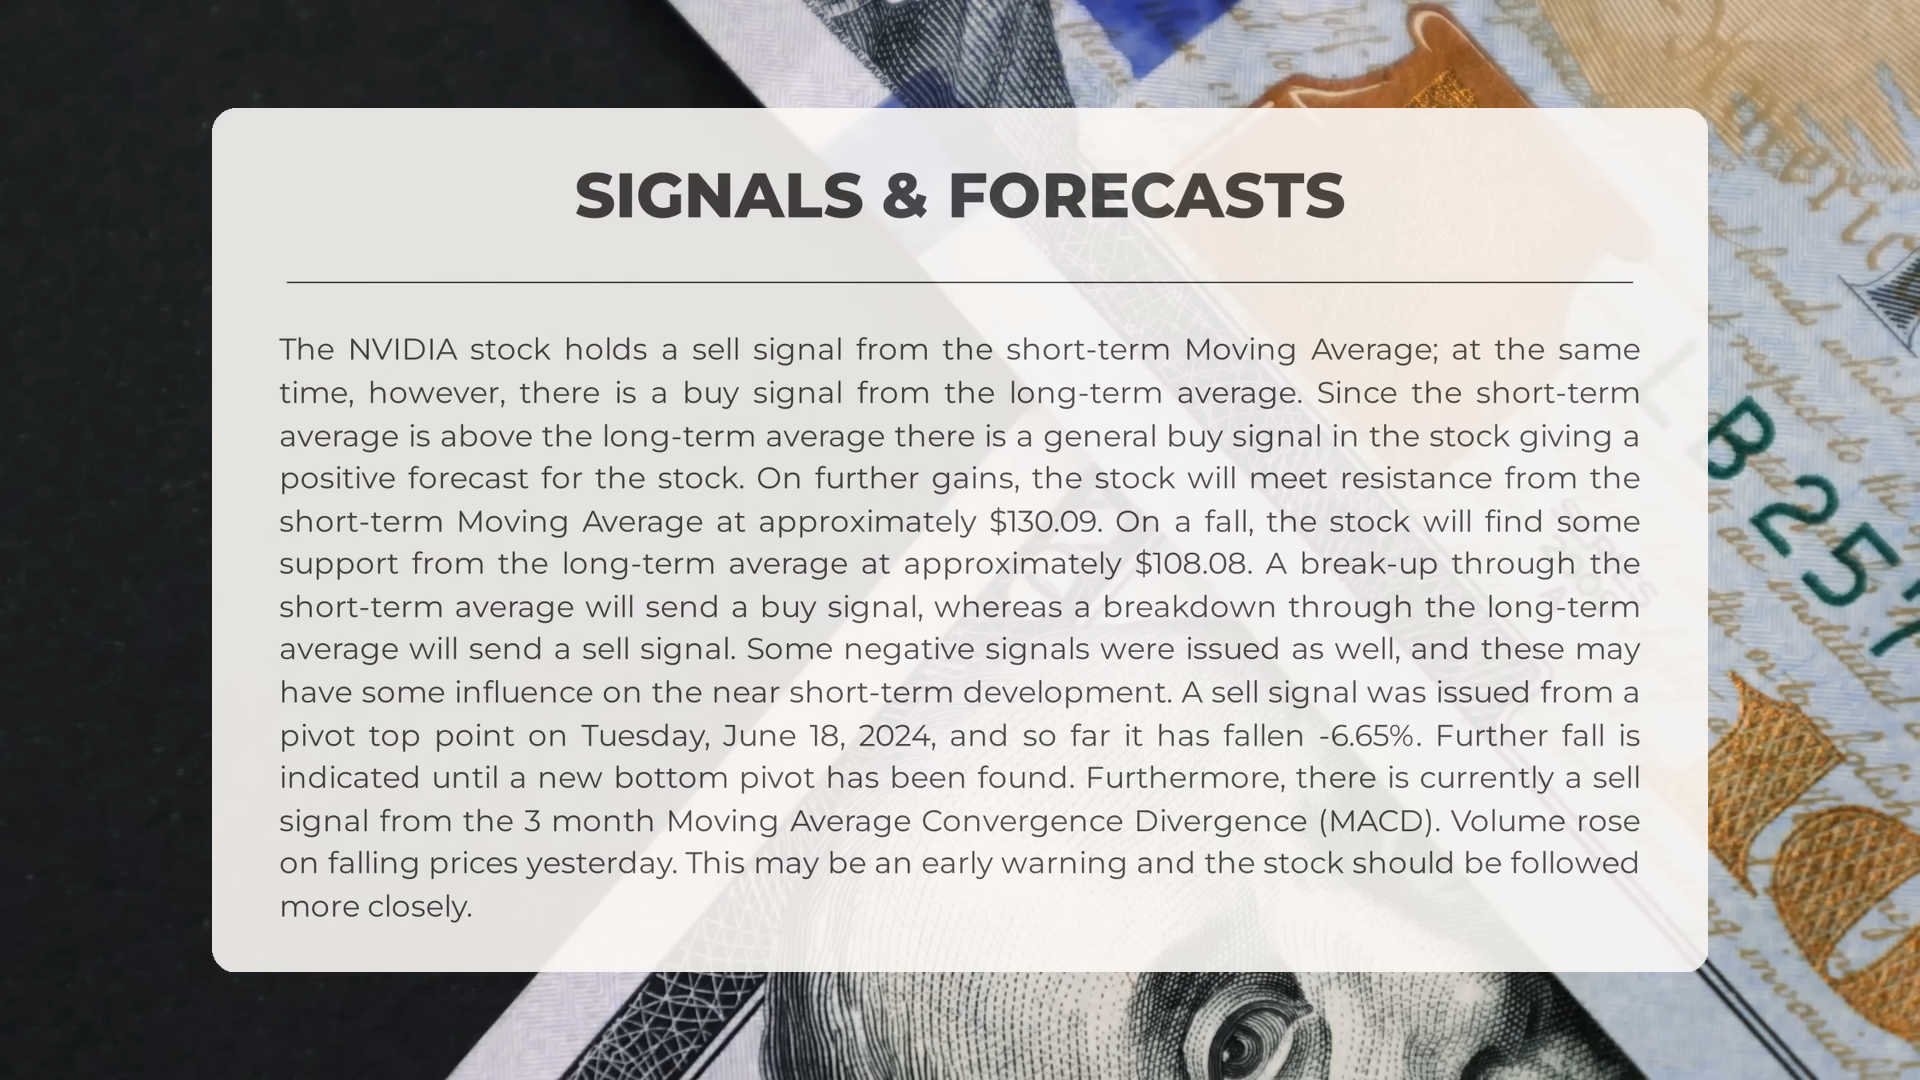 SIGNALS & FORECASTS
The NVIDIA stock holds a sell signal from the short-term Moving Average; at the same
time, however, there is a buy signal from the long-term average. Since the short-term
average is above the long-term average there is a general buy signal in the stock giving a
positive forecast for the stock. On further gains, the stock will meet resistance from the
short-term Moving Average at approximately $130.09. On a fall, the stock will find some
support from the long-term average at approximately $108.08. A break-up through the
short-term average will send a buy signal, whereas a breakdown through the long-term
average will send a sell signal. Some negative signals were issued as well, and these may
have some influence on the near short-term development. A sell signal was issued from a
pivot top point on Tuesday, June 18, 2024, and so far it has fallen -6.65%. Further fall is
indicated until a new bottom pivot has been found. Furthermore, there is currently a sell
signal from the 3 month Moving Average Convergence Divergence (MACD). Volume rose
on falling prices yesterday. This may be an early warning and the stock should be followed
more closely.